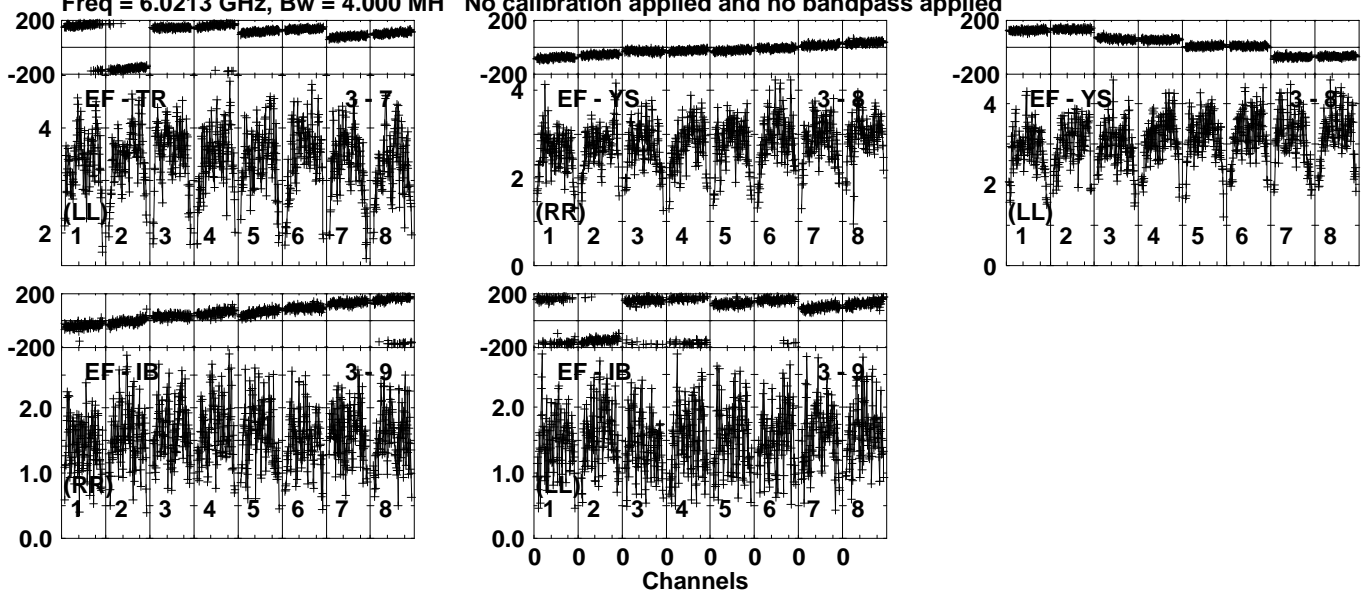 Freq = 6.0213 GHz, Bw = 4.000 MH No calibration applied and no bandpass applied
200
-200
EF - TR 3 - 7
4
(LL)
2
1 2 3 4 5 6 7 8
200
-200
4
EF - YS 3 - 8
2
(RR)
1 2 3 4 5 6 7 8
0
200
-200
4
EF - YS 3 - 8
2
(LL)
1 2 3 4 5 6 7 8
0
200
-200
EF - IB 3 - 9
2.0
1.0
(RR)
1 2 3 4 5 6 7 8
0.0
200
-200
EF - IB 3 - 9
2.0
1.0
(LL)
1 2 3 4 5 6 7 8
0.0
0 0 0 0 0 0 0 0
Channels